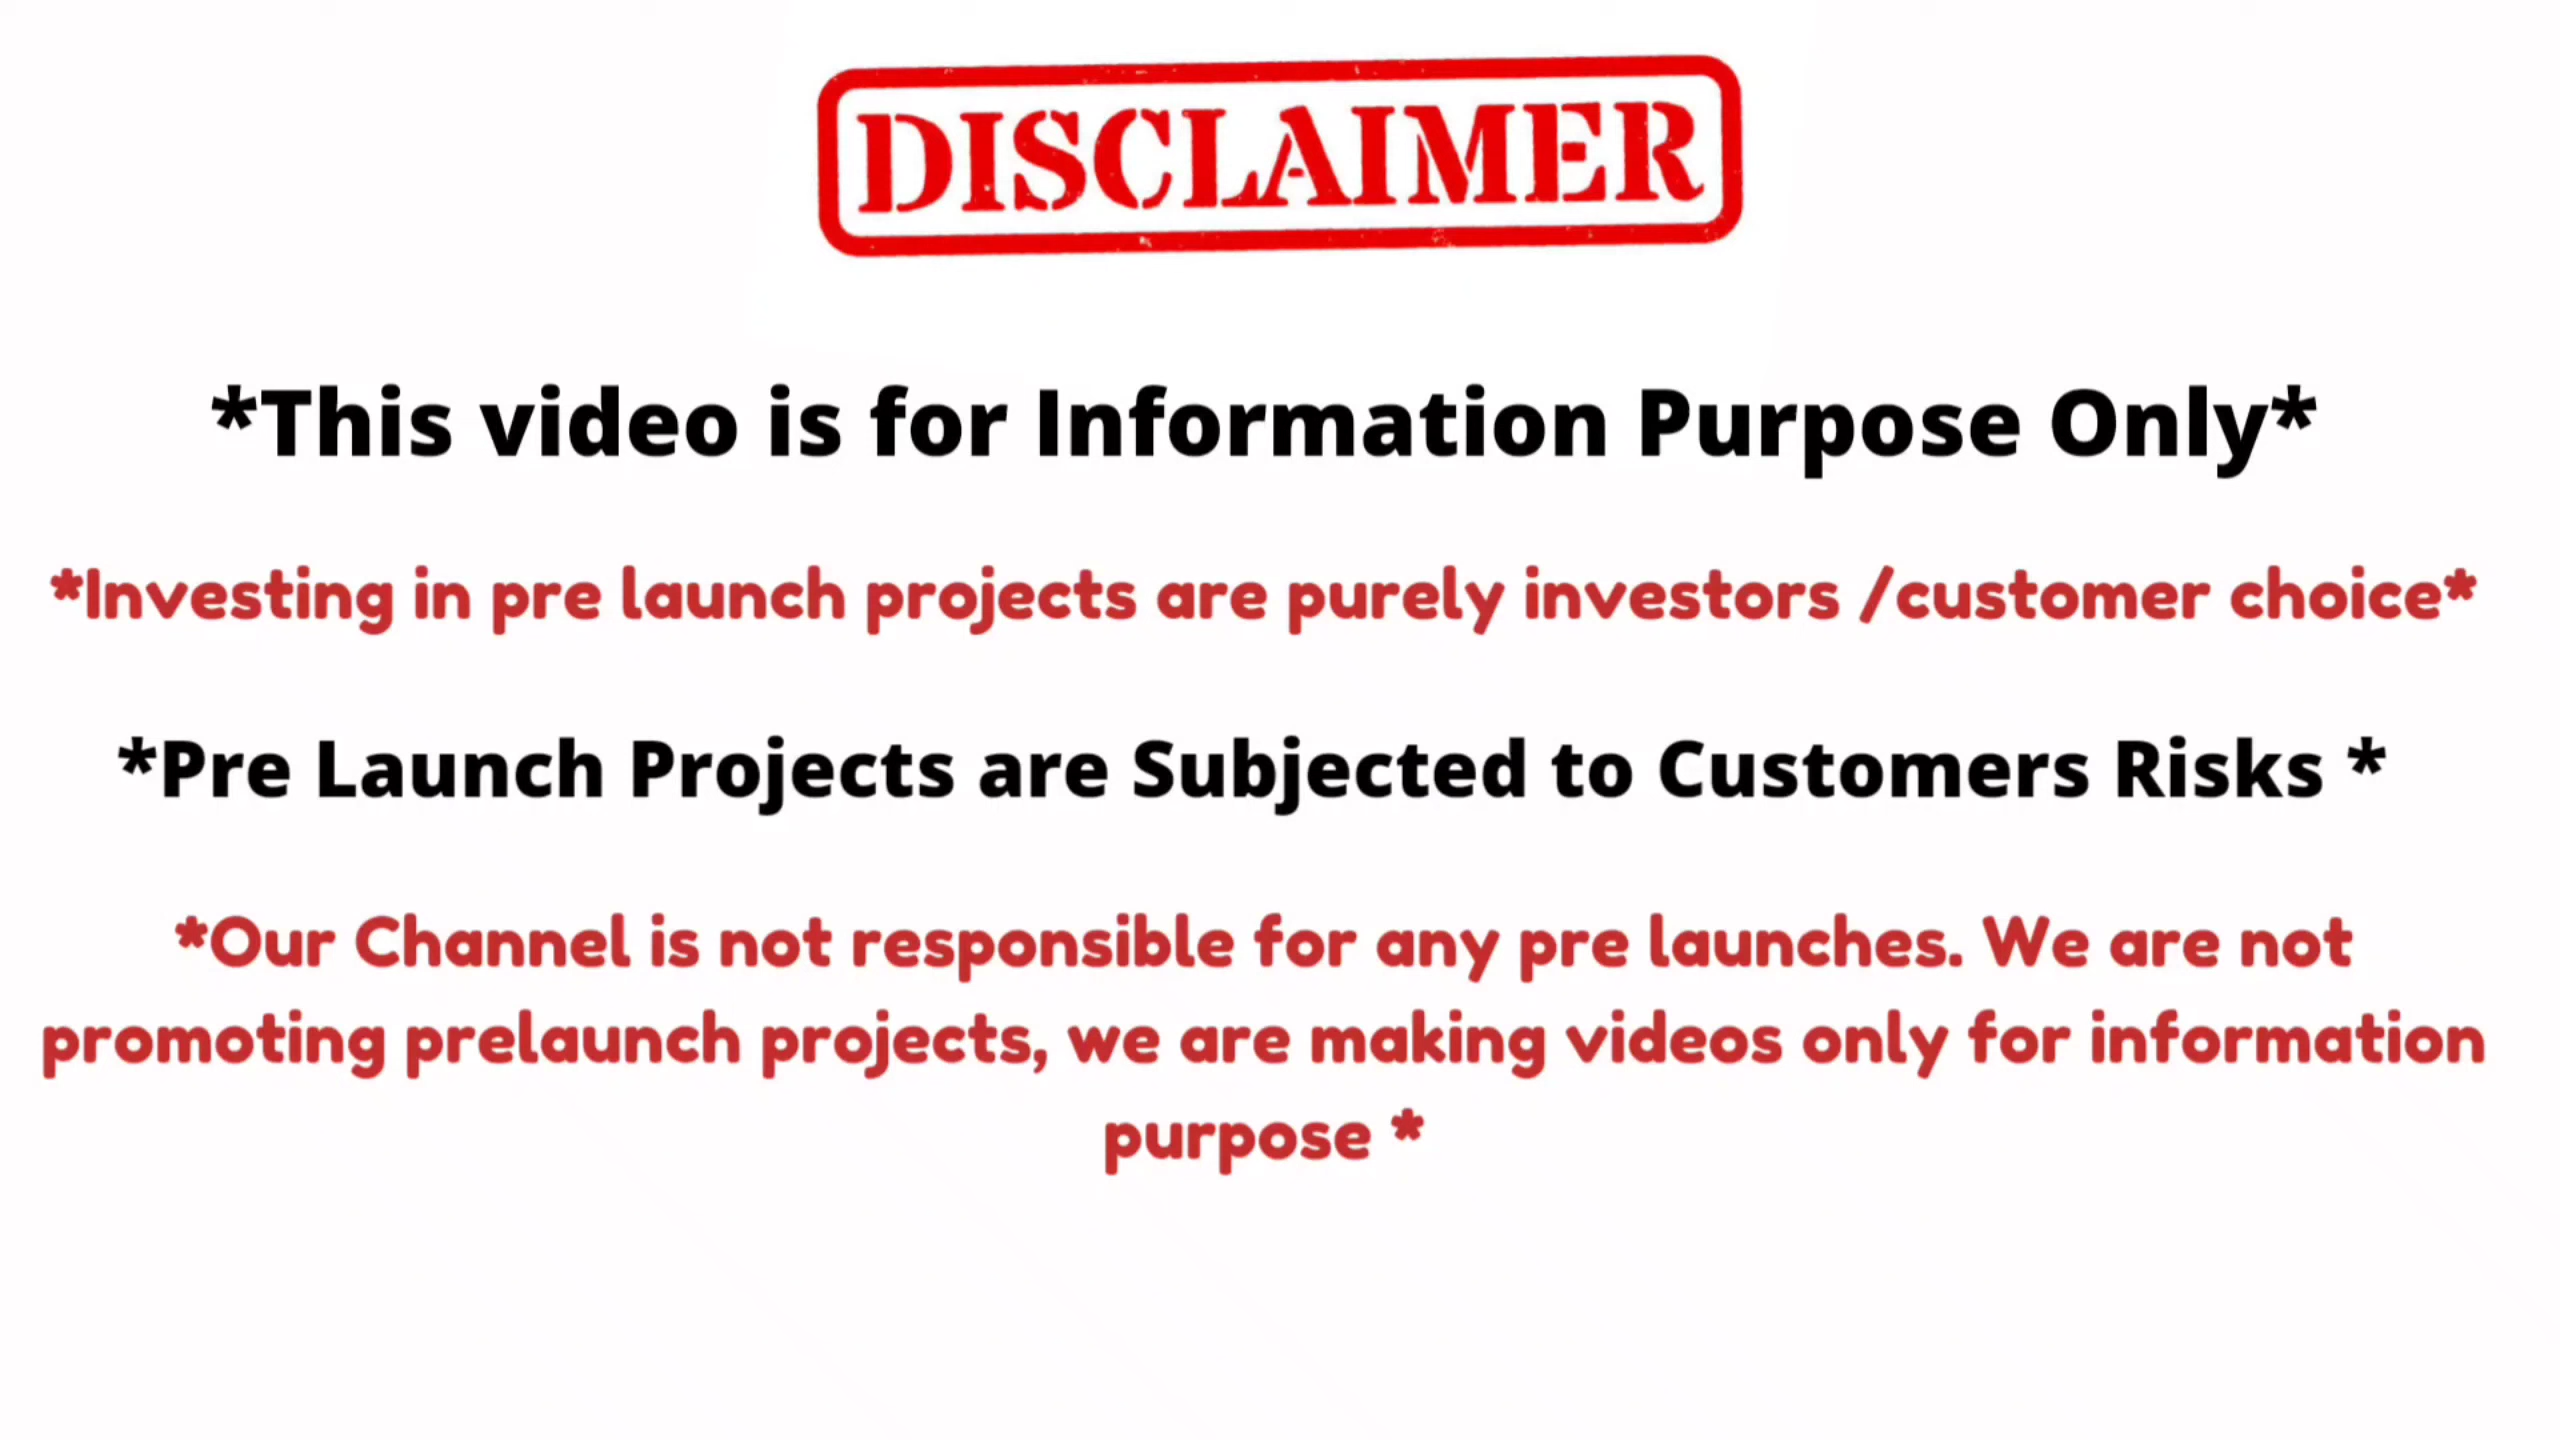 DISCLAIMER
*This video is for Information Purpose Only*
*Investing in pre launch projects are purely investors /customer choice*
*Pre Launch Projects are Subjected to Customers Risks *
*Our Channel is not responsible for any pre launches. We are not
promoting prelaunch projects, we are making videos only for information
purpose *